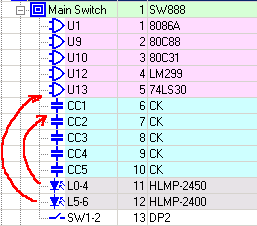 Main Switch 1 SW888
U1 1 8086A
U9 2 80C88
U10 3 80C31
U12 4 LM299
U13 5 74LS30
CC1 6 CK
CC2 7 CK
CC3 8 CK
CC4 9 CK
CC5 10 CK
L0-4 11 HLMP-2450
L5-6 12 HLMP-2400
SW1-2 13 DP2